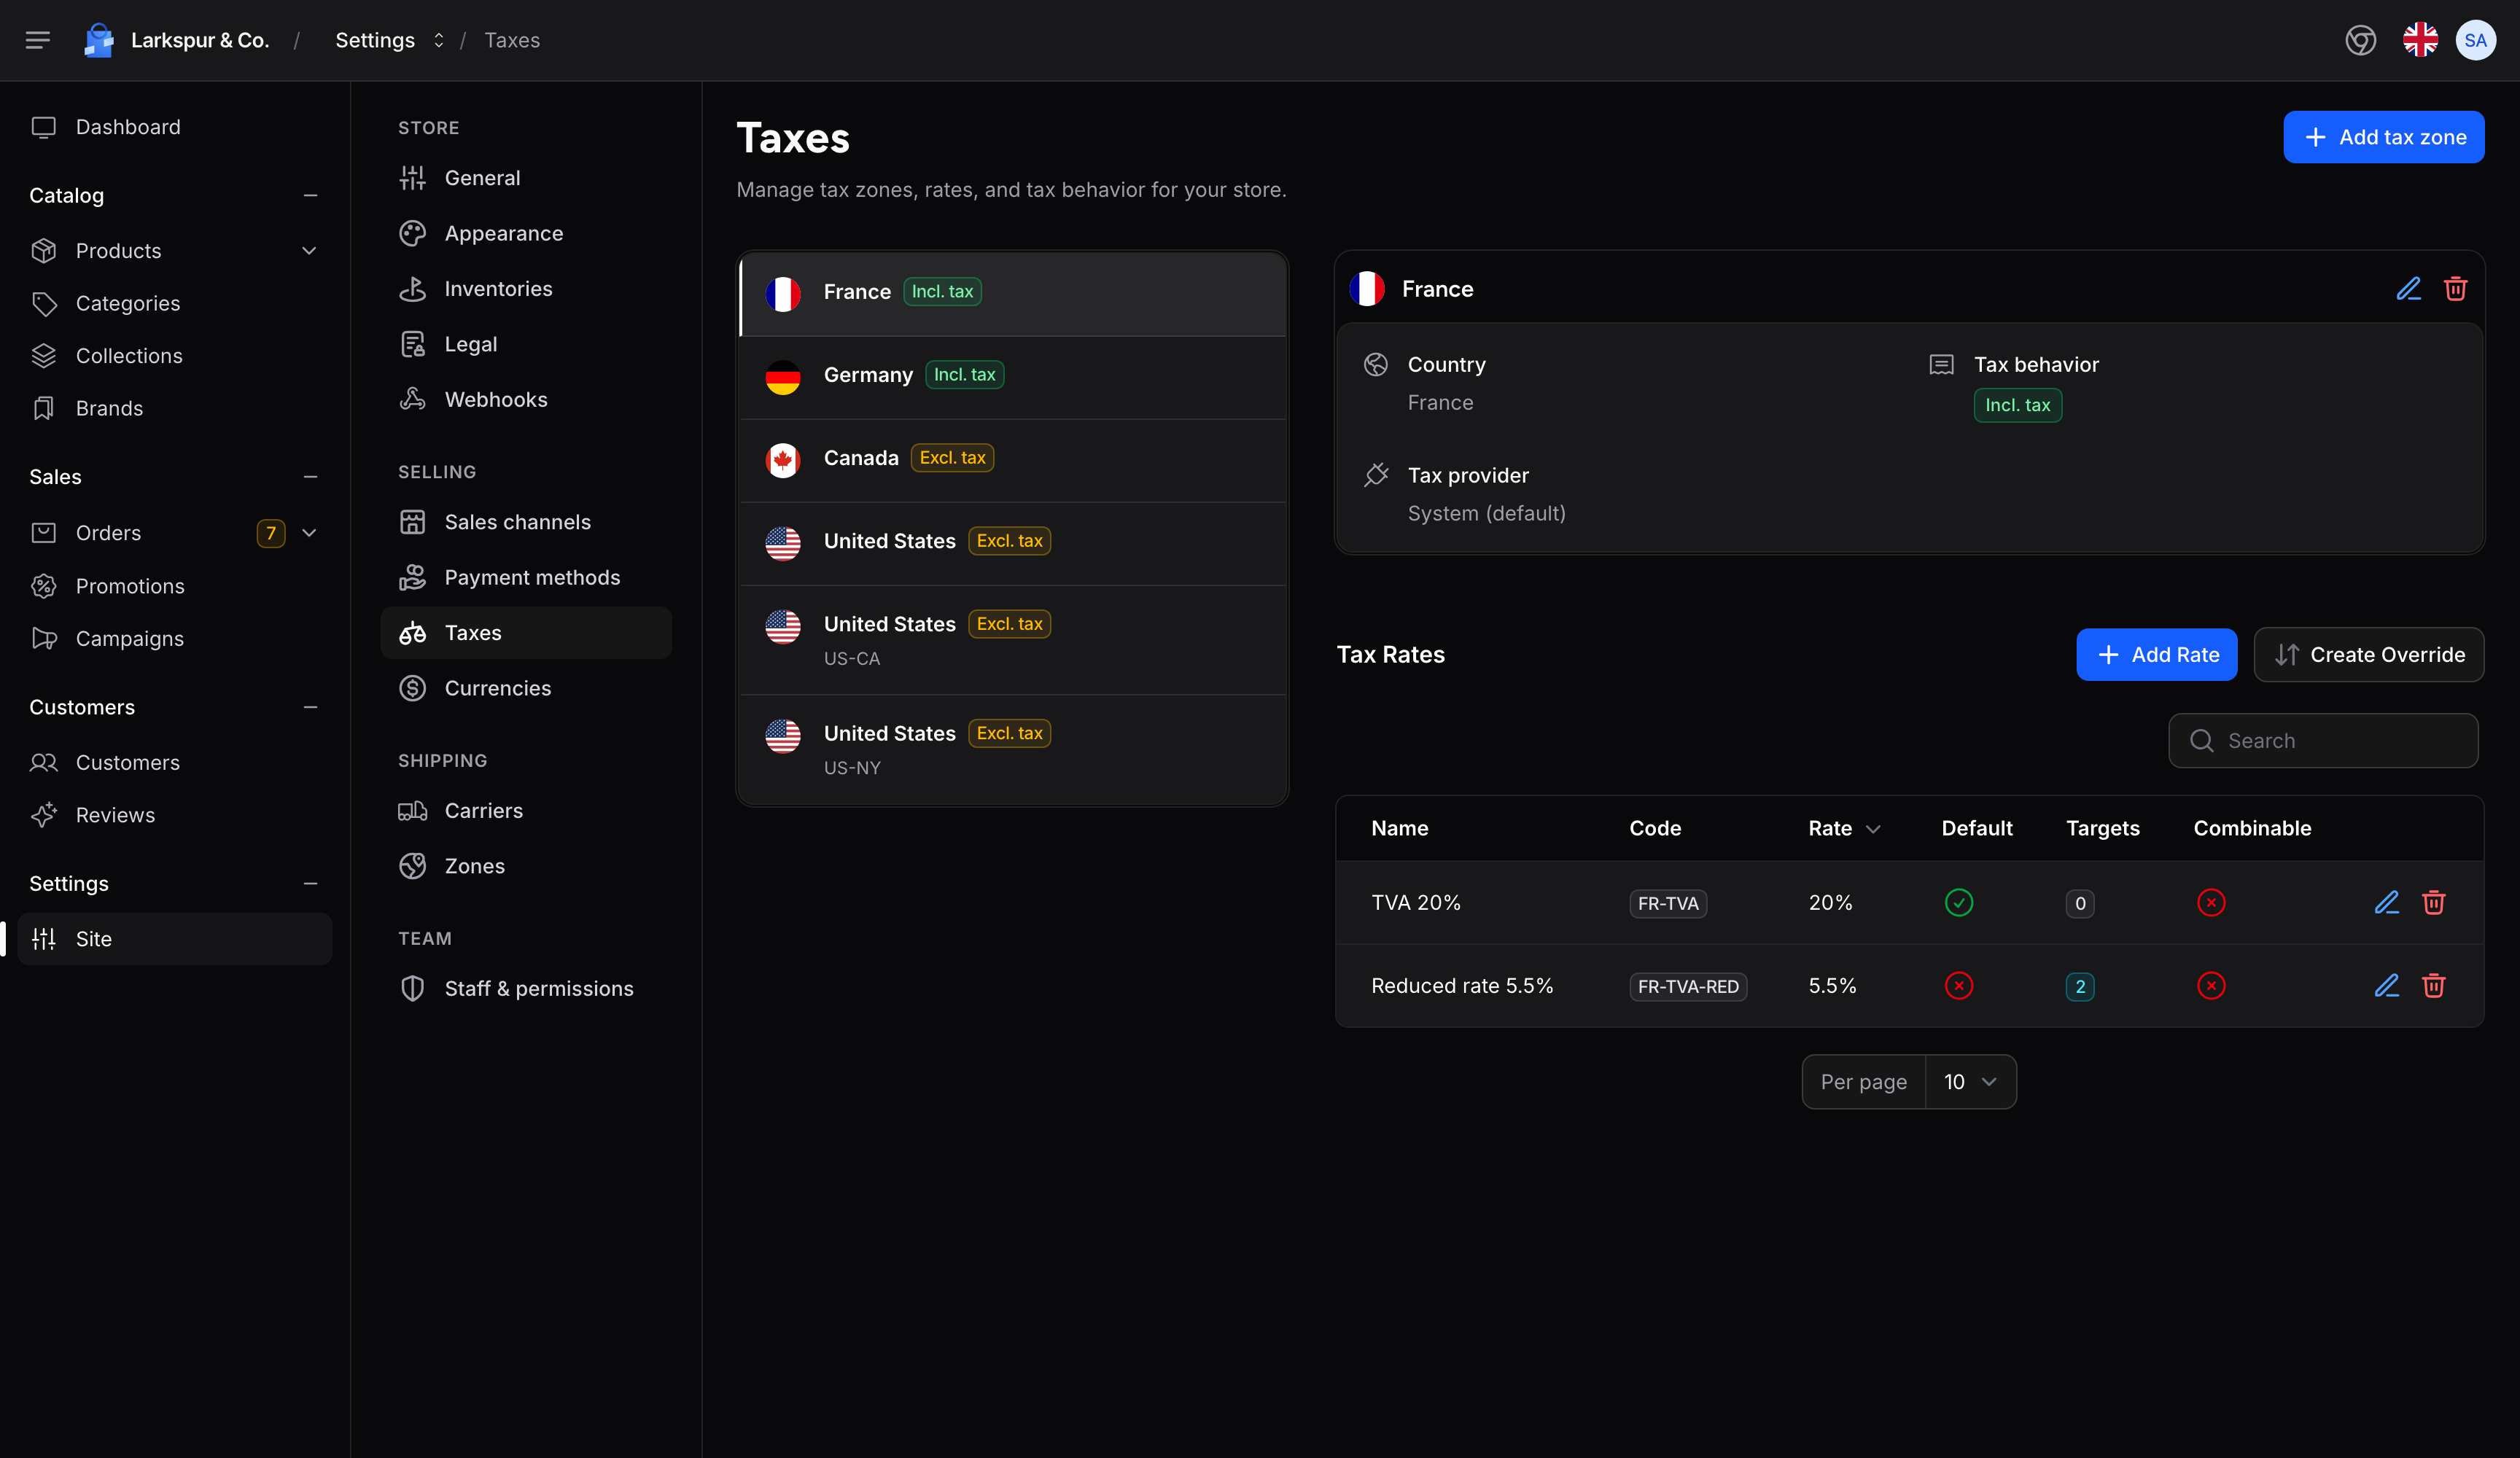 Larkspur & Co. / Settings / Taxes
SA
Dashboard
Catalog
Products
Categories
Collections
Brands
Sales
Orders 7
Promotions
Campaigns
Customers
Customers
Reviews
Settings
Site
STORE
General
Appearance
Inventories
Legal
Webhooks
SELLING
Sales channels
Payment methods
Taxes
Currencies
SHIPPING
Carriers
Zones
TEAM
Staff & permissions
Taxes
Manage tax zones, rates, and tax behavior for your store.
Add tax zone
France Incl. tax
Germany Incl. tax
Canada Excl. tax
United States Excl. tax
United States Excl. tax
US-CA
United States Excl. tax
US-NY
France
Country
France
Tax behavior
Incl. tax
Tax provider
System (default)
Tax Rates
Add Rate
Create Override
Search
Name Code Rate Default Targets Combinable
TVA 20% FR-TVA 20% 0
Reduced rate 5.5% FR-TVA-RED 5.5% 2
Per page 10